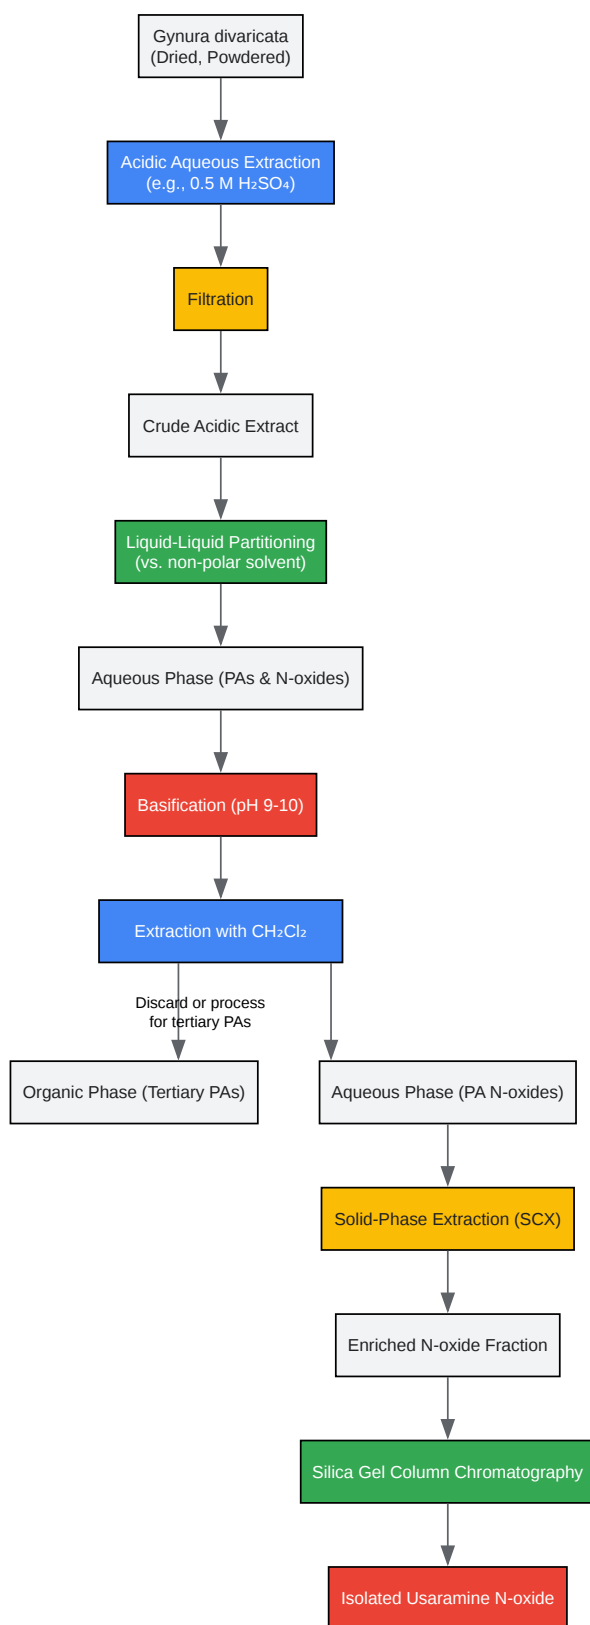 Gynura divaricata
(Dried, Powdered)
Acidic Aqueous Extraction
(e.g., 0.5 M H₂SO₄)
Filtration
Crude Acidic Extract
Liquid-Liquid Partitioning
(vs. non-polar solvent)
Aqueous Phase (PAs & N-oxides)
Basification (pH 9-10)
Extraction with CH₂Cl₂
Discard or process
for tertiary PAs
Organic Phase (Tertiary PAs)
Aqueous Phase (PA N-oxides)
Solid-Phase Extraction (SCX)
Enriched N-oxide Fraction
Silica Gel Column Chromatography
Isolated Usaramine N-oxide